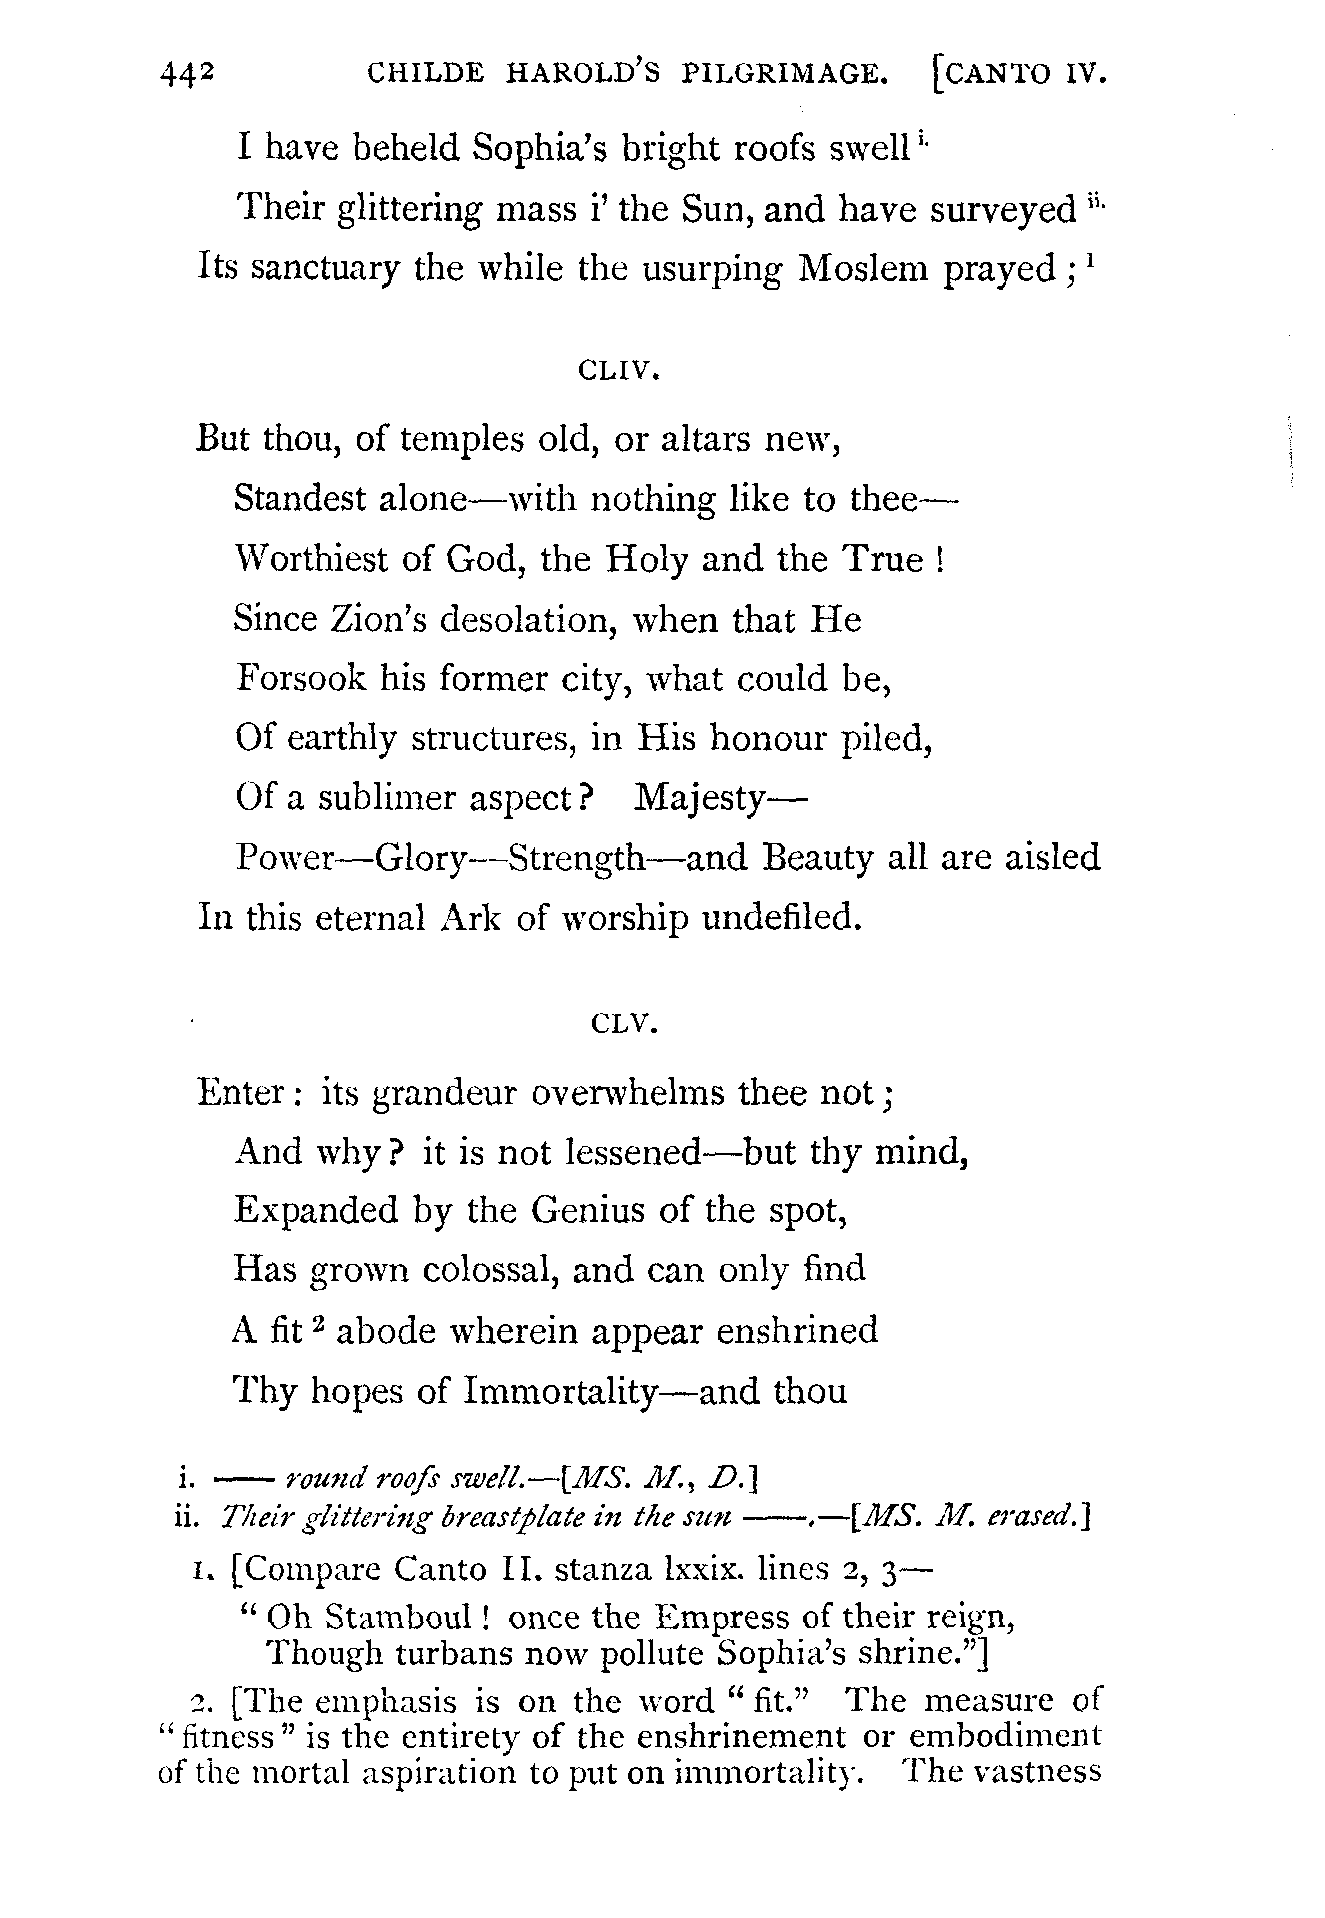 442 CHILDE HAROLD'S PILGRIMAGE. [CANTO IV.
I have beheld Sophia's bright roofs swell i.
Their glittering mass i' the Sun, and have surveyed ii.
Its sanctuary the while the usurping Moslem prayed ; 1
CLIV.
But thou, of temples old, or altars new,
Standest alone—with nothing like to thee—
Worthiest of God, the Holy and the True !
Since Zion's desolation, when that He
Forsook his former city, what could be,
Of earthly structures, in His honour piled,
Of a sublimer aspect? Majesty—
Power—Glory—Strength—and Beauty all are aisled
In this eternal Ark of worship undefiled.
CLV.
Enter : its grandeur overwhelms thee not ;
And why? it is not lessened—but thy mind,
Expanded by the Genius of the spot,
Has grown colossal, and can only find
A fit 2 abode wherein appear enshrined
Thy hopes of Immortality—and thou
i. —— round roofs swell.—[MS. M., D.]
ii. Their glittering breastplate in the sun ——.—[MS. M. erased.]
1. [Compare Canto II. stanza lxxix. lines 2, 3—
" Oh Stamboul ! once the Empress of their reign,
Though turbans now pollute Sophia's shrine."]
2. [The emphasis is on the word " fit." The measure of
" fitness " is the entirety of the enshrinement or embodiment
of the mortal aspiration to put on immortality. The vastness